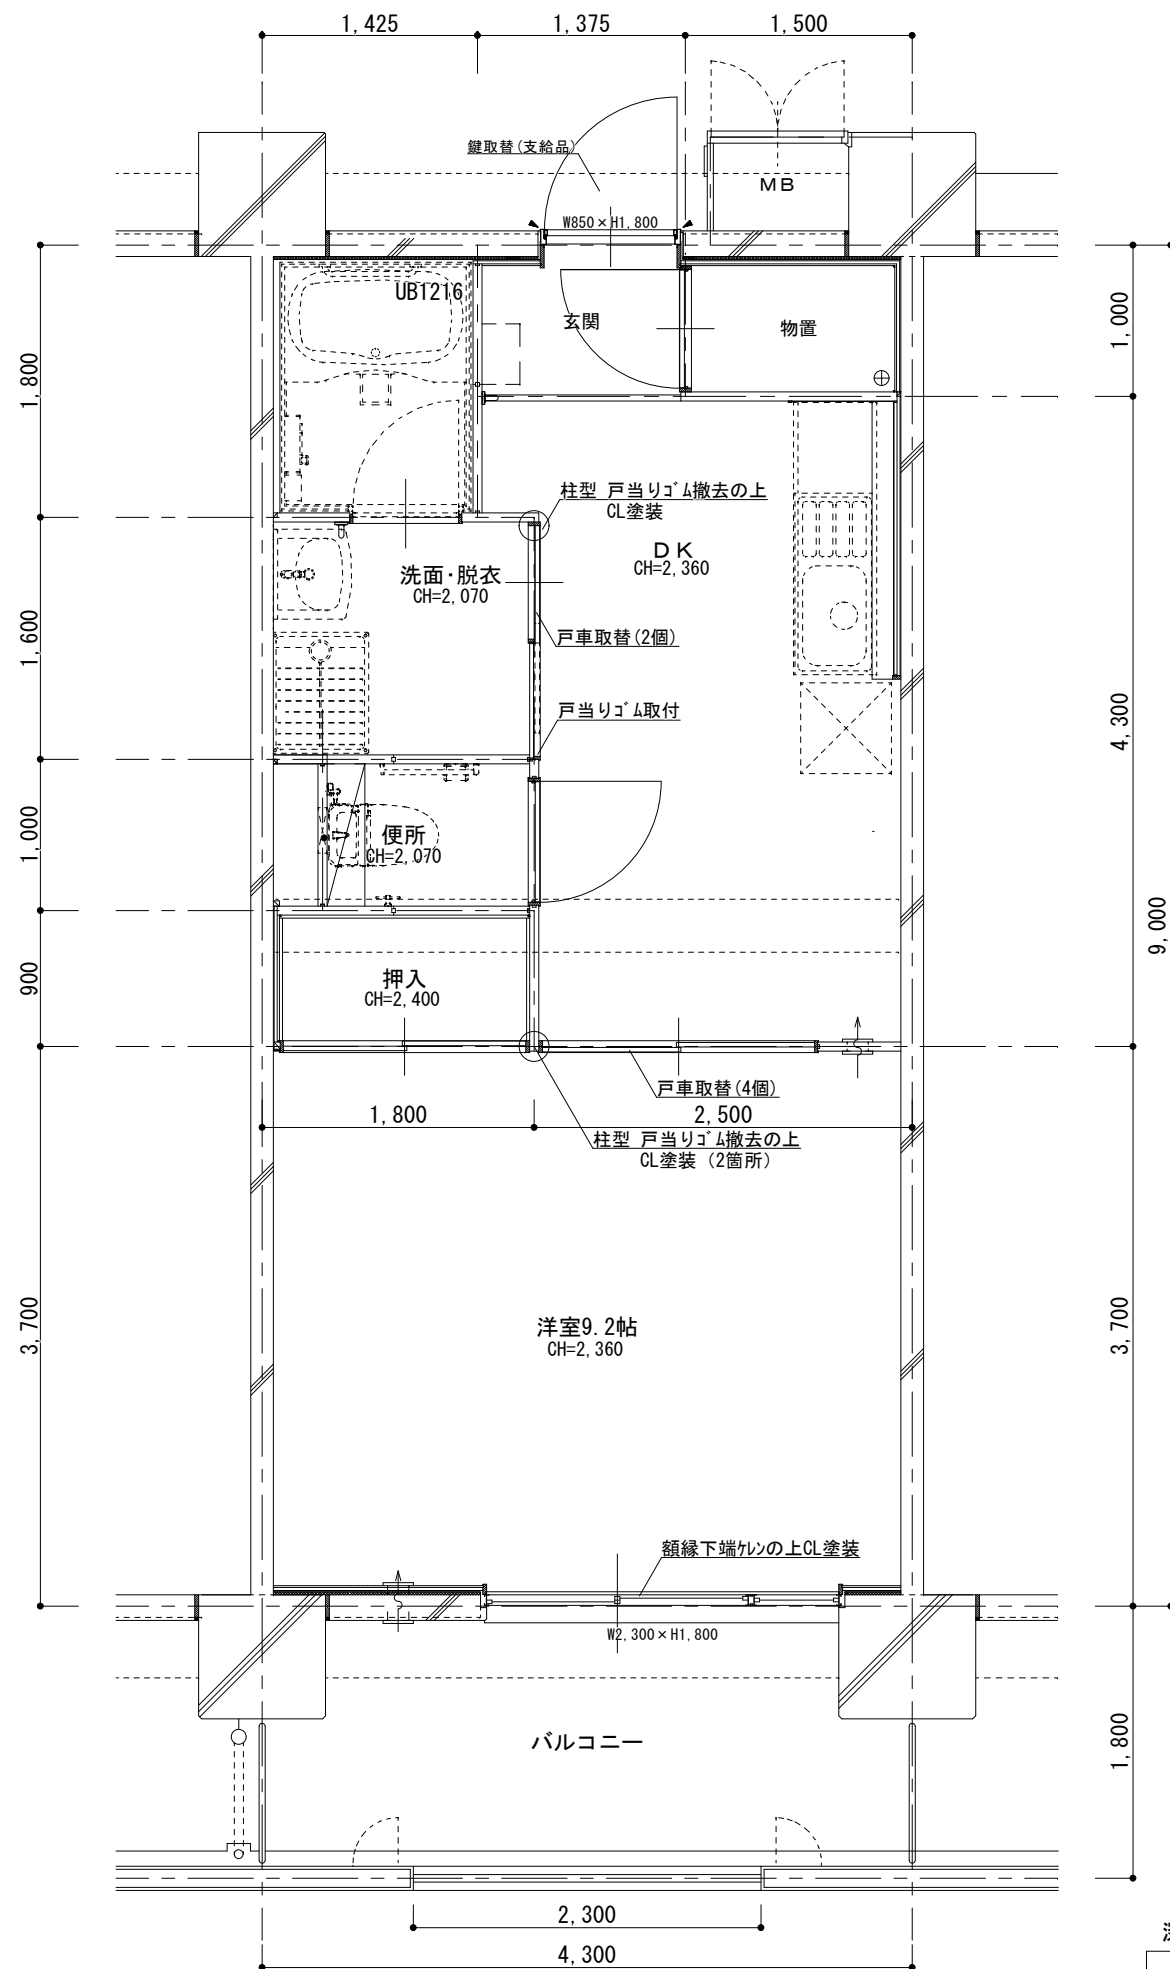 1,425
1,375
1,500
鍵取替(支給品)
MB
W850×H1,800
UB1216
玄関
物置
1,800
1,000
柱型 戸当りゴム撤去の上
CL塗装
DK
CH=2,360
洗面・脱衣
CH=2,070
戸車取替(2個)
1,600
戸当りゴム取付
4,300
便所
CH=2,070
1,000
9,000
押入
CH=2,400
900
戸車取替(4個)
1,800
2,500
柱型 戸当りゴム撤去の上
CL塗装 (2箇所)
洋室9.2帖
CH=2,360
3,700
3,700
額縁下端ケレンの上CL塗装
W2,300×H1,800
バルコニー
1,800
2,300
4,300